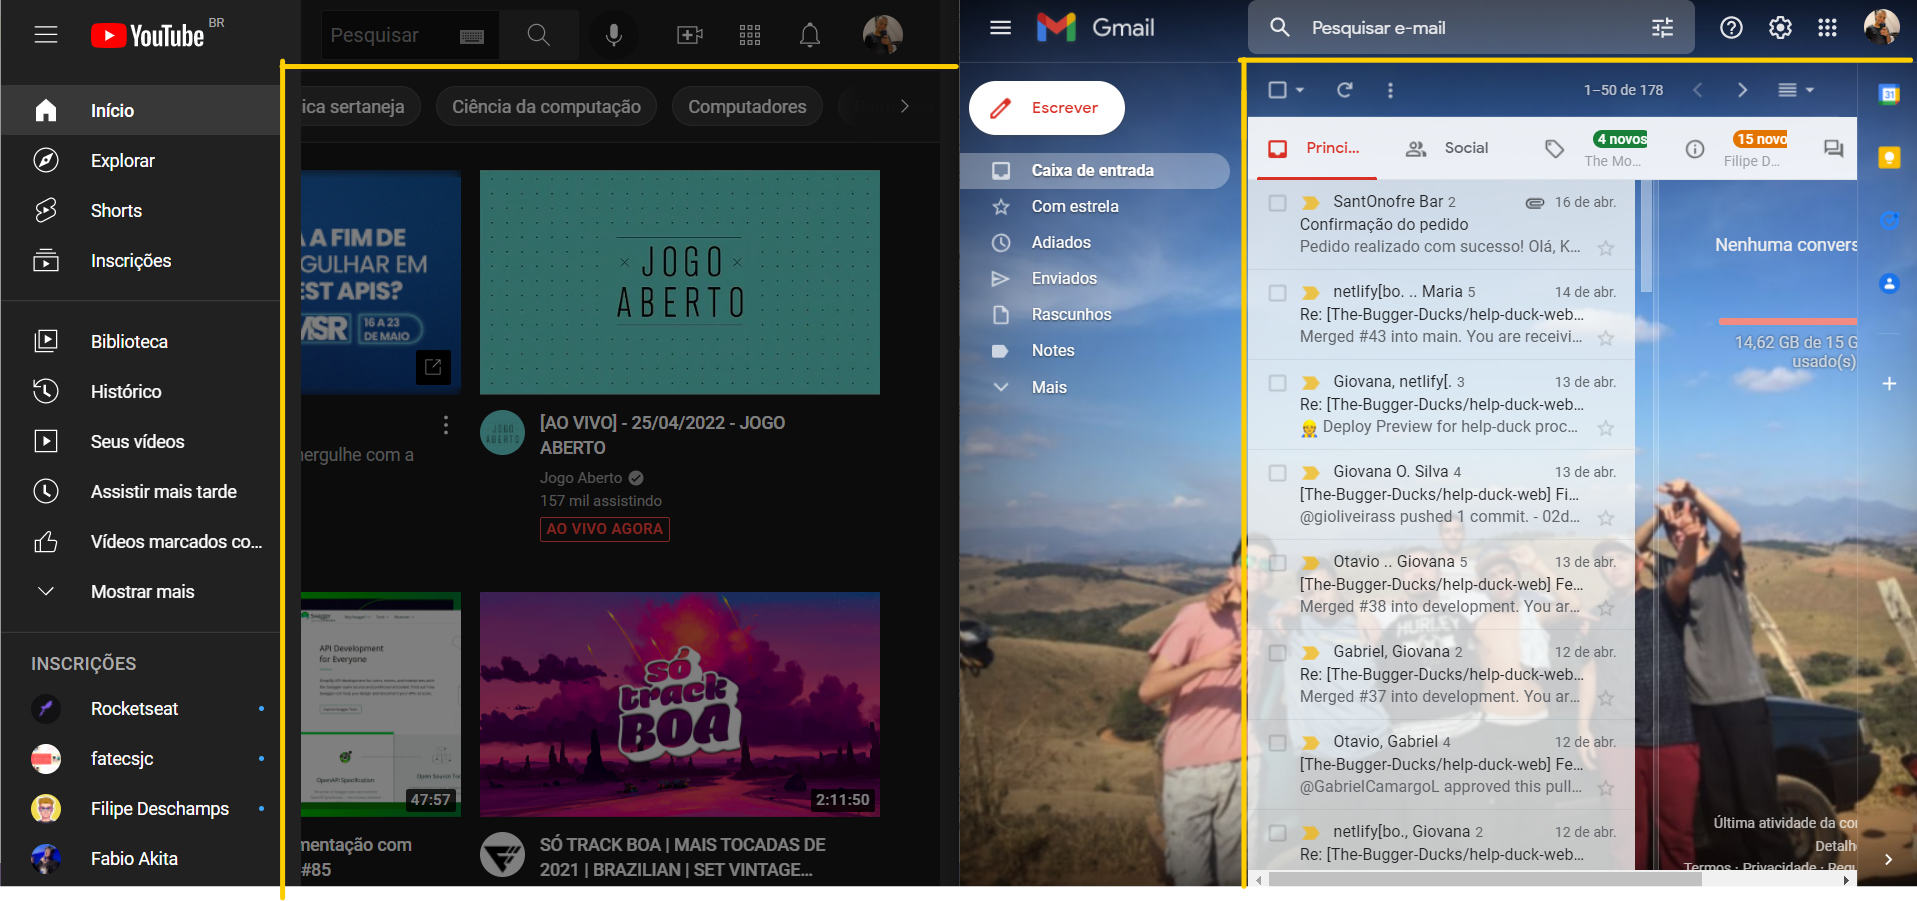 YouTube BR
Pesquisar
Início
Explorar
Shorts
Inscrições
Biblioteca
Histórico
Seus vídeos
Assistir mais tarde
Vídeos marcados co...
Mostrar mais
INSCRIÇÕES
Rocketseat
fatecsjc
Filipe Deschamps
Fabio Akita
ica sertaneja
Ciência da computação
Computadores
A A FIM DE
GULHAR EM
EST APIS?
MSR
16 A 23
DE MAIO
JOGO
ABERTO
nergulhe com a
JOGO
ABERTO
[AO VIVO] - 25/04/2022 - JOGO
ABERTO
Jogo Aberto
157 mil assistindo
AO VIVO AGORA
Swagger
API Development
for Everyone
OpenAPI Specification
Open Source To
47:57
só
track
BOA
2:11:50
mentação com
#85
SÓ TRACK BOA | MAIS TOCADAS DE
2021 | BRAZILIAN | SET VINTAGE...
Gmail
Pesquisar e-mail
Escrever
Caixa de entrada
Com estrela
Adiados
Enviados
Rascunhos
Notes
Mais
1–50 de 178
Princi...
Social
4 novos
The Mo...
15 novo
Filipe D...
SantOnofre Bar 2
16 de abr.
Confirmação do pedido
Pedido realizado com sucesso! Olá, K...
netlify[bo. .. Maria 5
14 de abr.
Re: [The-Bugger-Ducks/help-duck-web...
Merged #43 into main. You are receivi...
Giovana, netlify[. 3
13 de abr.
Re: [The-Bugger-Ducks/help-duck-web...
👷 Deploy Preview for help-duck proc...
Giovana O. Silva 4
13 de abr.
[The-Bugger-Ducks/help-duck-web] Fi...
@gioliveirass pushed 1 commit. - 02d...
Otavio .. Giovana 5
13 de abr.
[The-Bugger-Ducks/help-duck-web] Fe...
Merged #38 into development. You ar...
Gabriel, Giovana 2
12 de abr.
Re: [The-Bugger-Ducks/help-duck-web...
Merged #37 into development. You ar...
Otavio, Gabriel 4
12 de abr.
[The-Bugger-Ducks/help-duck-web] Fe...
@GabrielCamargoL approved this pull...
netlify[bo., Giovana 2
12 de abr.
Re: [The-Bugger-Ducks/help-duck-web...
HURLEY
31
Nenhuma convers
14,62 GB de 15 G
usado(s)
Última atividade da co
Detalh
Termos · Privacidade · Regu